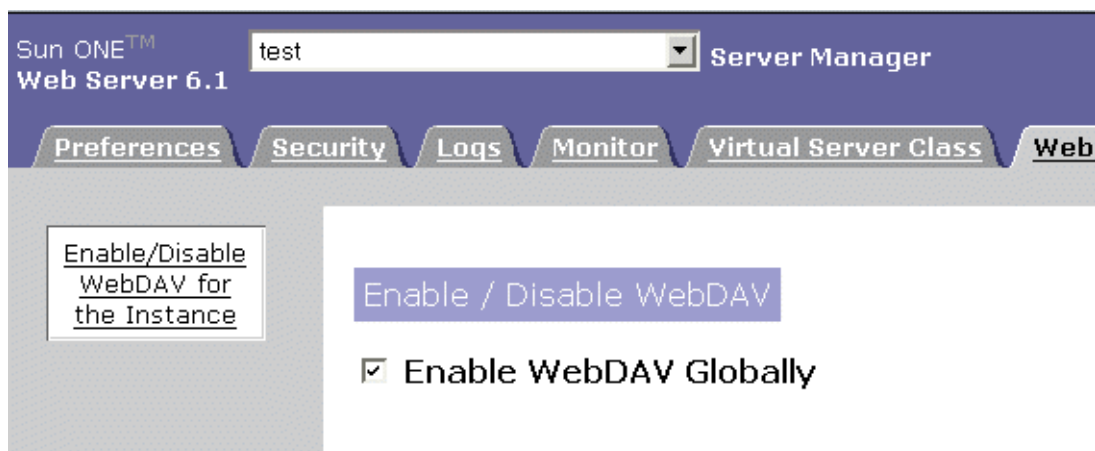 Sun ONE™
Web Server 6.1
test
Server Manager
Preferences
Security
Logs
Monitor
Virtual Server Class
Web
Enable/Disable
WebDAV for
the Instance
Enable / Disable WebDAV
Enable WebDAV Globally